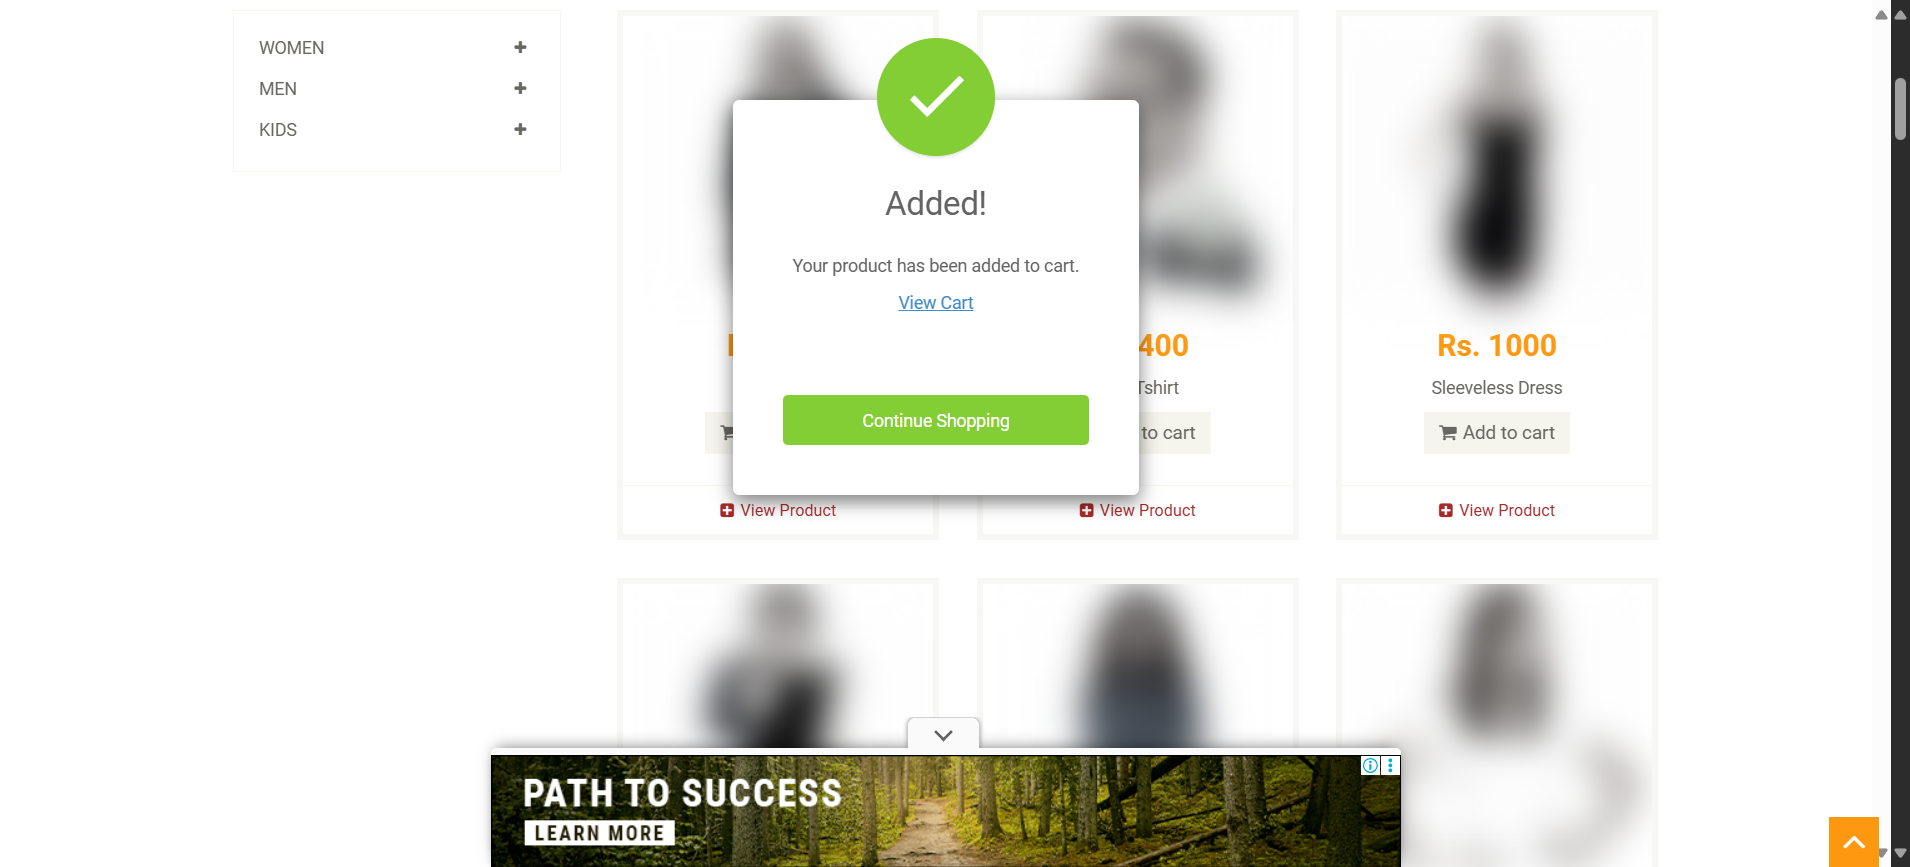 WOMEN
MEN
KIDS
Added!
Your product has been added to cart.
View Cart
Continue Shopping
400
Tshirt
to cart
Rs. 1000
Sleeveless Dress
Add to cart
View Product
View Product
View Product
PATH TO SUCCESS
LEARN MORE